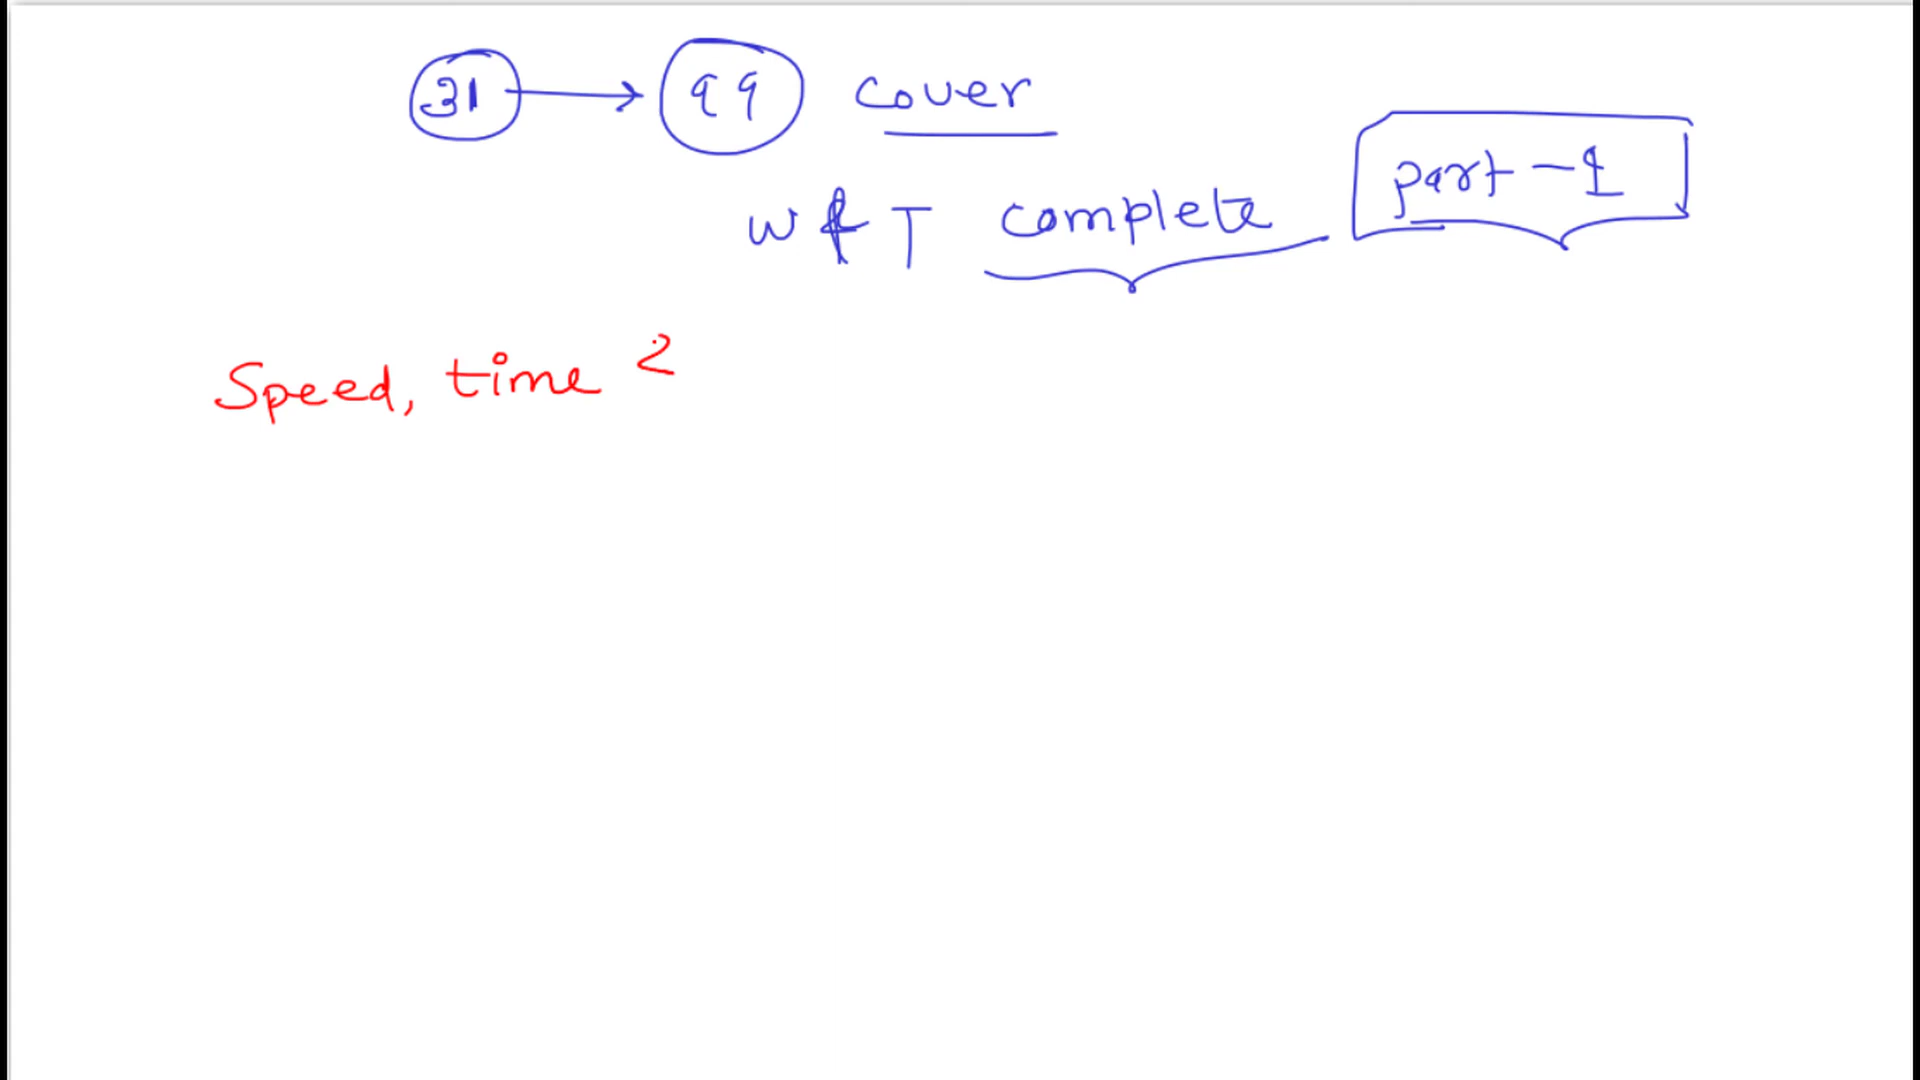 31 → 99 cover
W & T complete part-1
Speed, time 2